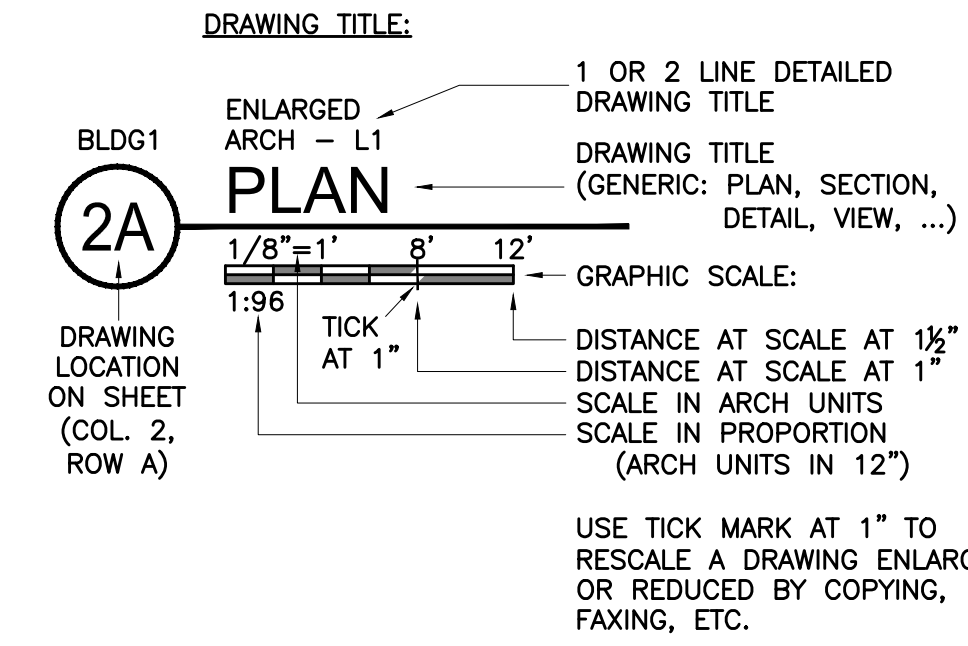 DRAWING TITLE:
1 OR 2 LINE DETAILED
DRAWING TITLE
ENLARGED
ARCH – L1
BLDG1
PLAN
DRAWING TITLE
(GENERIC: PLAN, SECTION,
DETAIL, VIEW, ...)
2A
1/8"=1' 8' 12'
1:96
GRAPHIC SCALE:
TICK
AT 1"
DRAWING
LOCATION
ON SHEET
(COL. 2,
ROW A)
DISTANCE AT SCALE AT 1½"
DISTANCE AT SCALE AT 1"
SCALE IN ARCH UNITS
SCALE IN PROPORTION
(ARCH UNITS IN 12")
USE TICK MARK AT 1" TO
RESCALE A DRAWING
OR REDUCED BY COPYING,
FAXING, ETC.